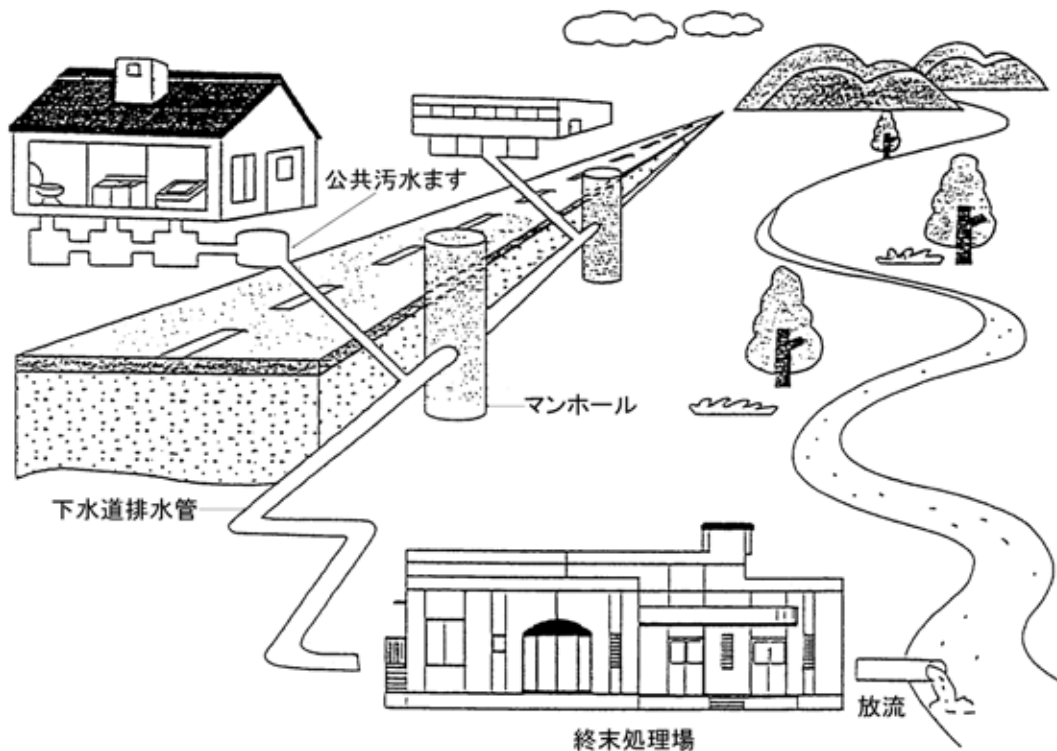 公共汚水ます
マンホール
下水道排水管
放流
終末処理場